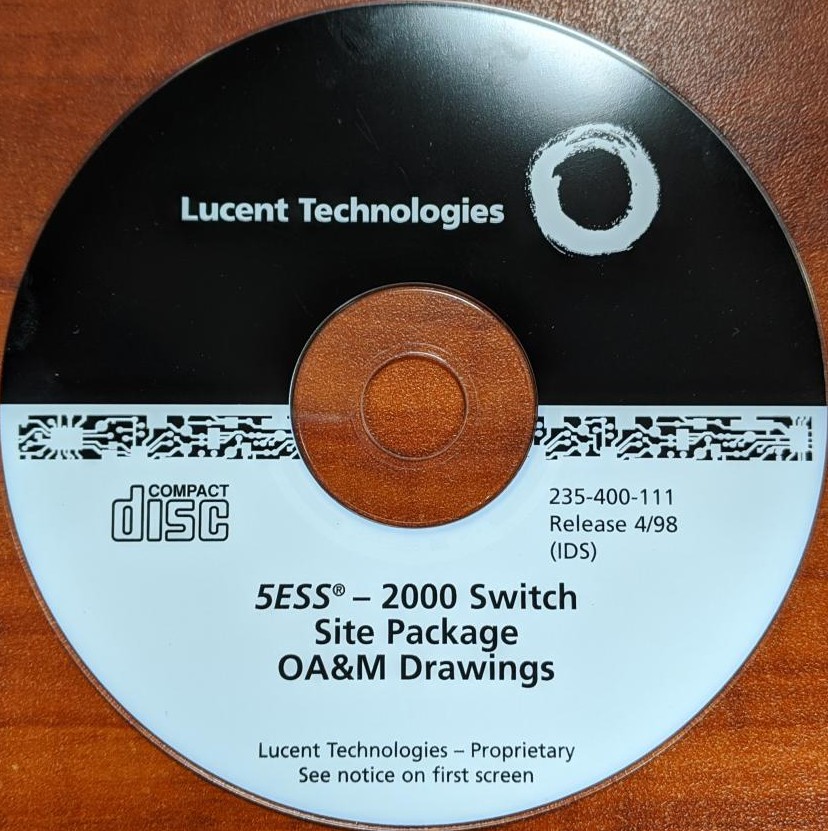 Lucent Technologies
COMPACT
disc
235-400-111
Release 4/98
(IDS)
5ESS® – 2000 Switch
Site Package
OA&M Drawings
Lucent Technologies – Proprietary
See notice on first screen